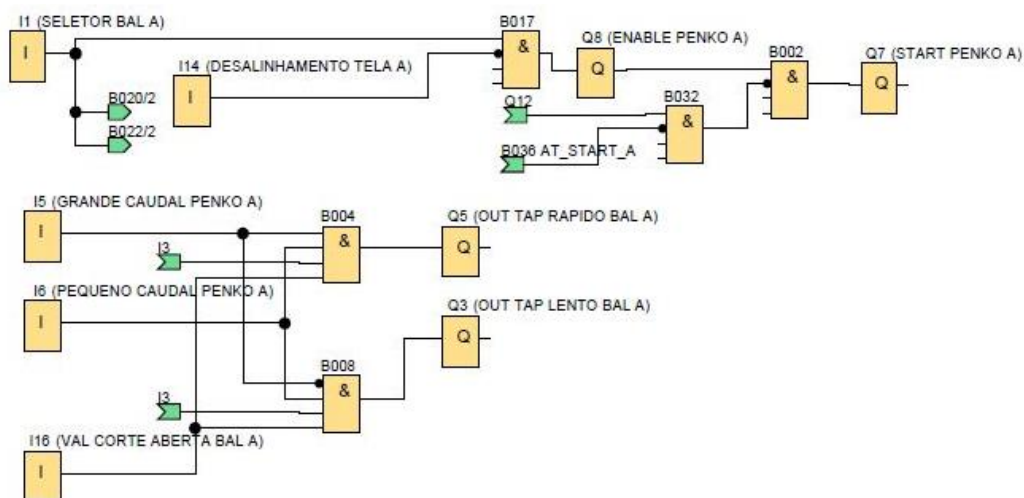 I1 (SELETOR BAL A)
I
B020/2
B022/2
I14 (DESALINHAMENTO TELA A)
I
B017
&
Q8 (ENABLE PENKO A)
Q
Q12
B036 AT_START_A
B032
&
B002
&
Q7 (START PENKO A)
Q
I5 (GRANDE CAUDAL PENKO A)
I
I3
B004
&
Q5 (OUT TAP RAPIDO BAL A)
Q
I6 (PEQUENO CAUDAL PENKO A)
I
Q3 (OUT TAP LENTO BAL A)
Q
B008
&
I3
I16 (VAL CORTE ABERTA BAL A)
I